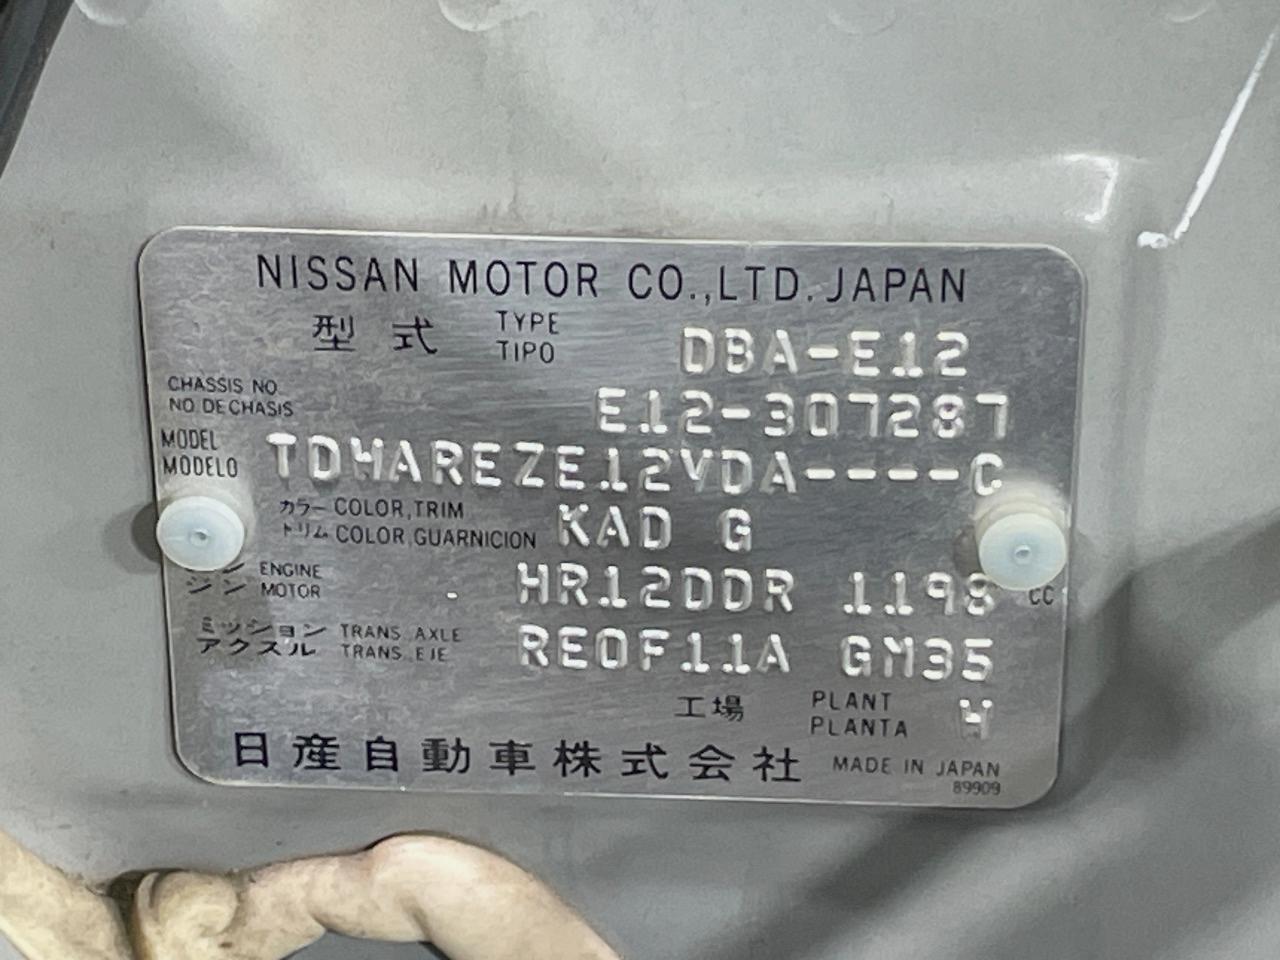 NISSAN MOTOR CO.,LTD. JAPAN
型式 TYPE TIPO DBA-E12
CHASSIS NO.
NO. DE CHASIS E12-307287
MODEL
MODELO TDWAREZE12VDA----C
カラー COLOR,TRIM
トリム COLOR,GUARNICION KAD G
ジン ENGINE
MOTOR HR12DDR 1198 CC
ミッション TRANS. AXLE
アクスル TRANS. EJE RE0F11A GM35
工場 PLANT
PLANTA W
日産自動車株式会社 MADE IN JAPAN
89909